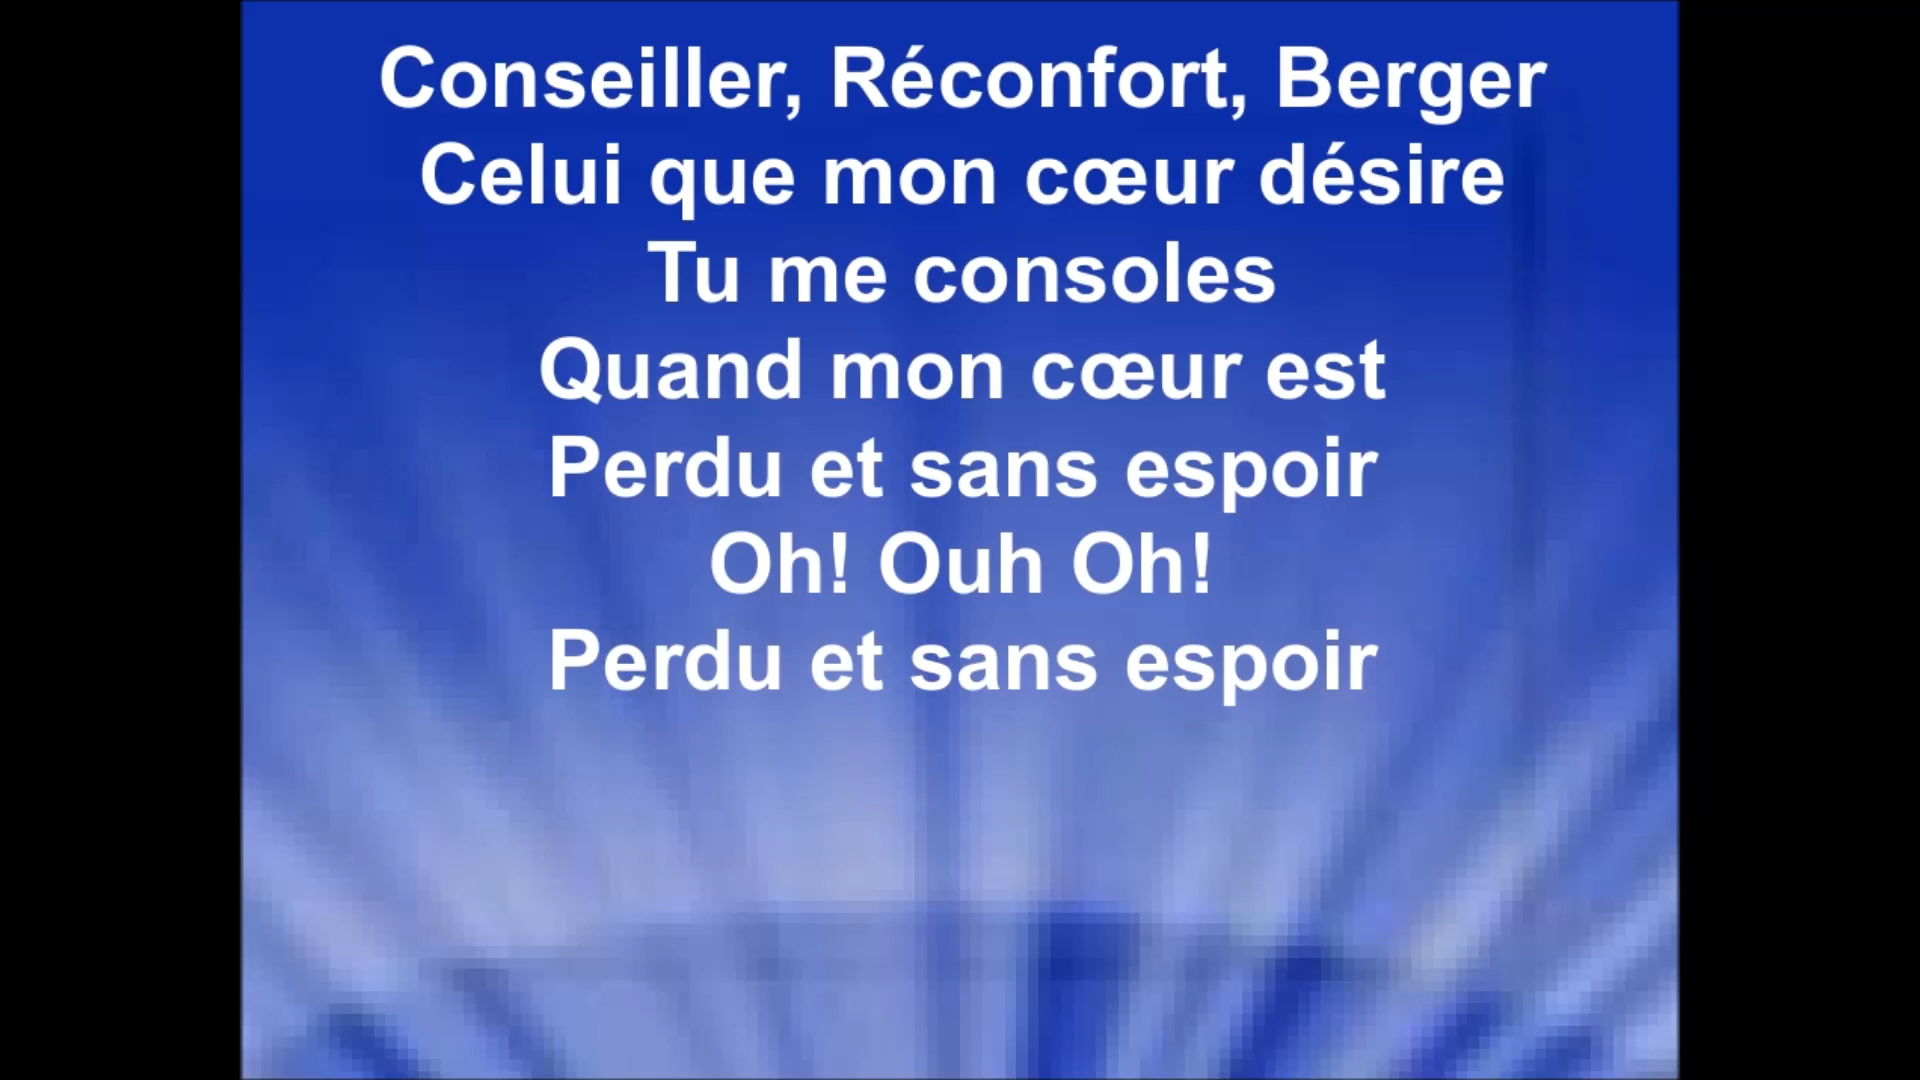 Conseiller, Réconfort, Berger
Celui que mon cœur désire
Tu me consoles
Quand mon cœur est
Perdu et sans espoir
Oh! Ouh Oh!
Perdu et sans espoir